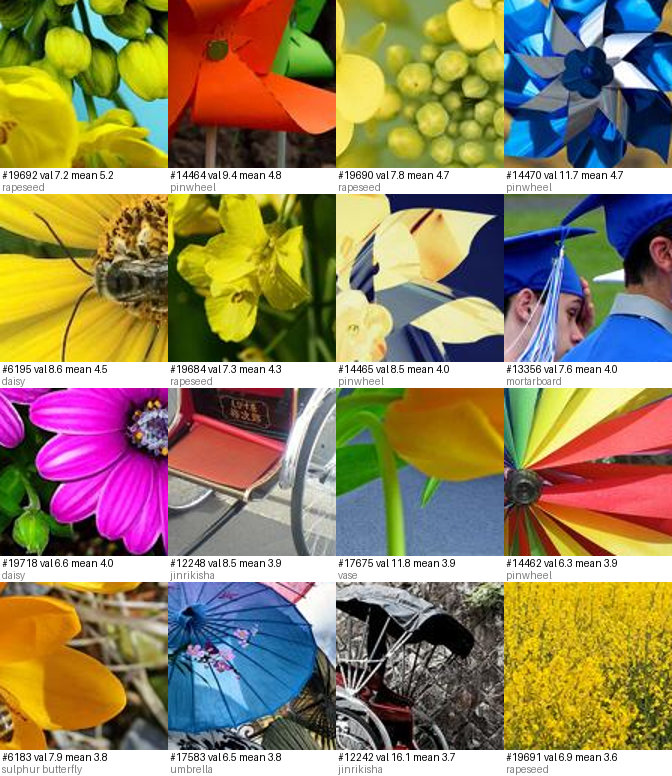 #19692 val 7.2 mean 5.2
rapeseed
#14464 val 9.4 mean 4.8
pinwheel
#19690 val 7.8 mean 4.7
rapeseed
#14470 val 11.7 mean 4.7
pinwheel
#6195 val 8.6 mean 4.5
daisy
#19684 val 7.3 mean 4.3
rapeseed
#14465 val 8.5 mean 4.0
pinwheel
#13356 val 7.6 mean 4.0
mortarboard
#19718 val 6.6 mean 4.0
daisy
#12248 val 8.5 mean 3.9
jinrikisha
#17675 val 11.8 mean 3.9
vase
#14462 val 6.3 mean 3.9
pinwheel
#6183 val 7.9 mean 3.8
sulphur butterfly
#17583 val 6.5 mean 3.8
umbrella
#12242 val 16.1 mean 3.7
jinrikisha
#19691 val 6.9 mean 3.6
rapeseed